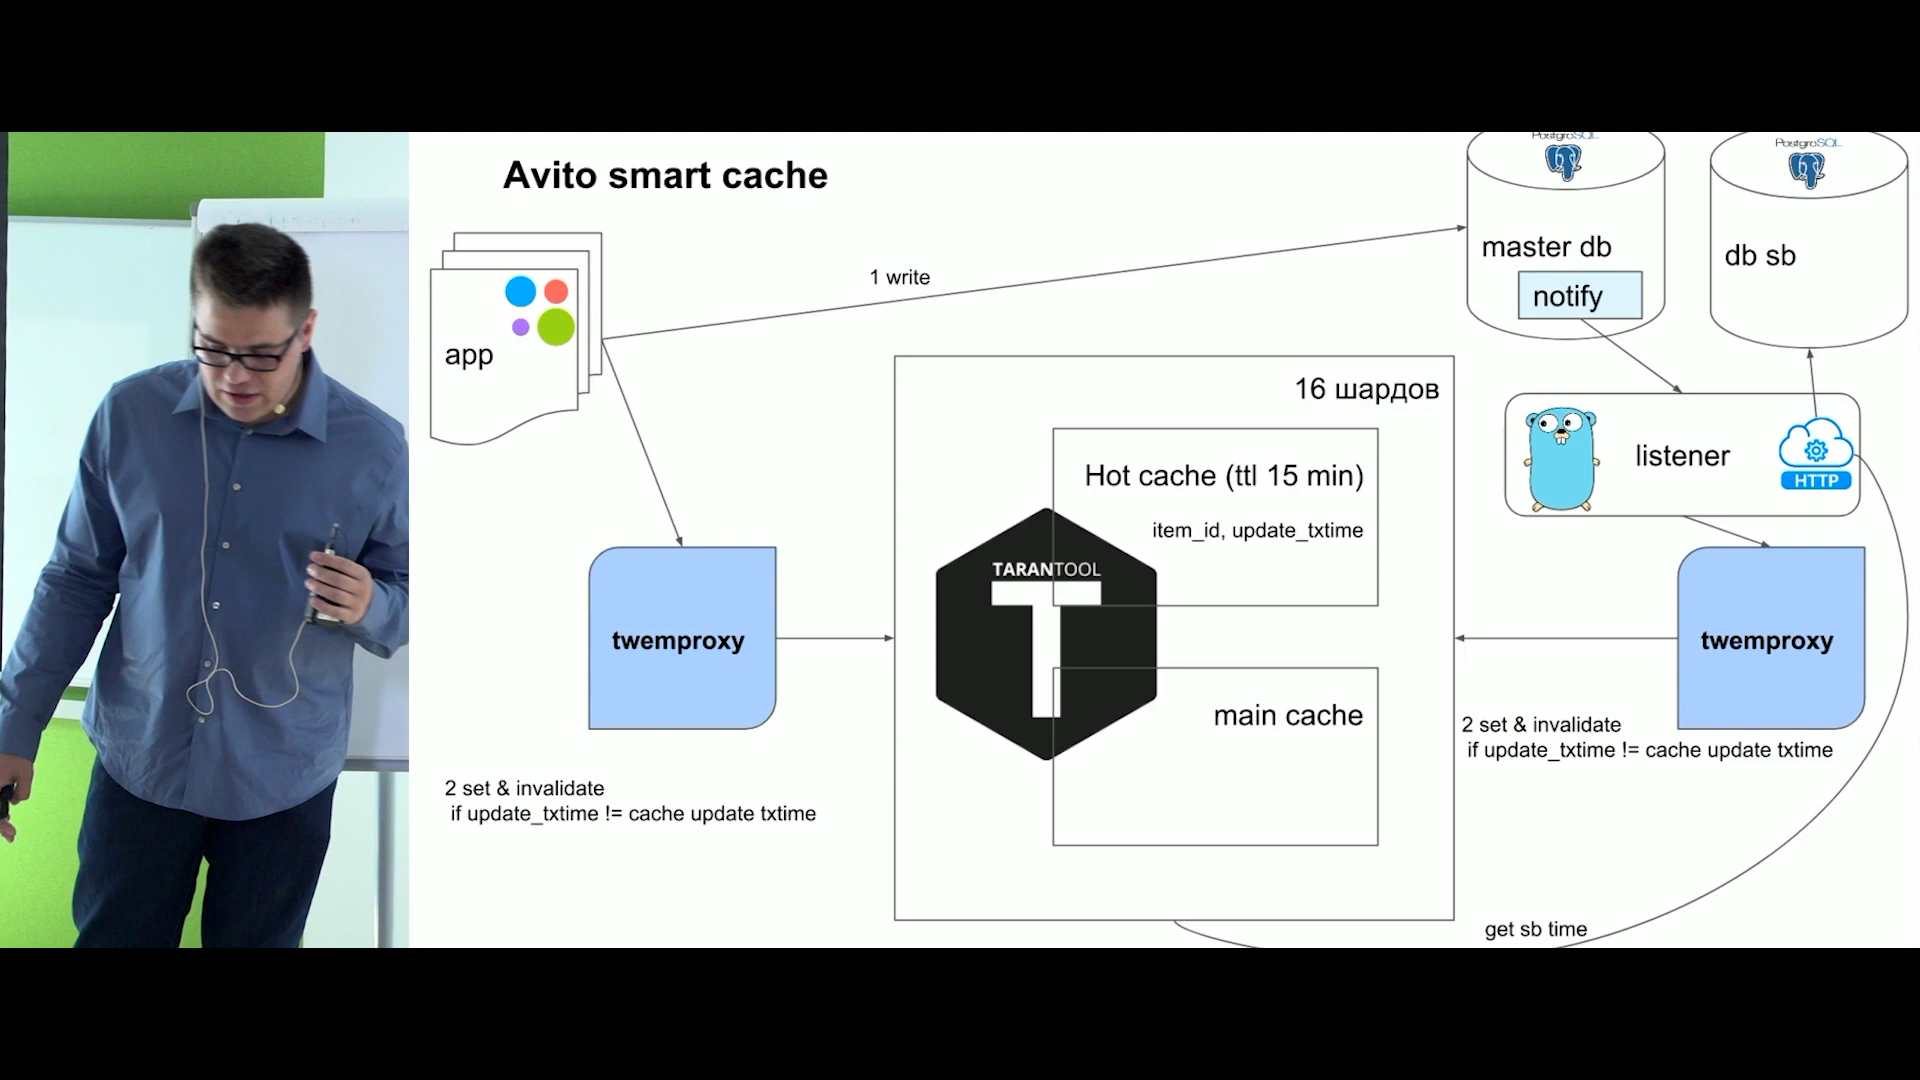 Avito smart cache
PostgreSQL
PostgreSQL
master db
db sb
notify
1 write
app
16 шардов
Hot cache (ttl 15 min)
item_id, update_txtime
TARANTOOL
listener
HTTP
twemproxy
main cache
twemproxy
2 set & invalidate
if update_txtime != cache update txtime
2 set & invalidate
if update_txtime != cache update txtime
get sb time